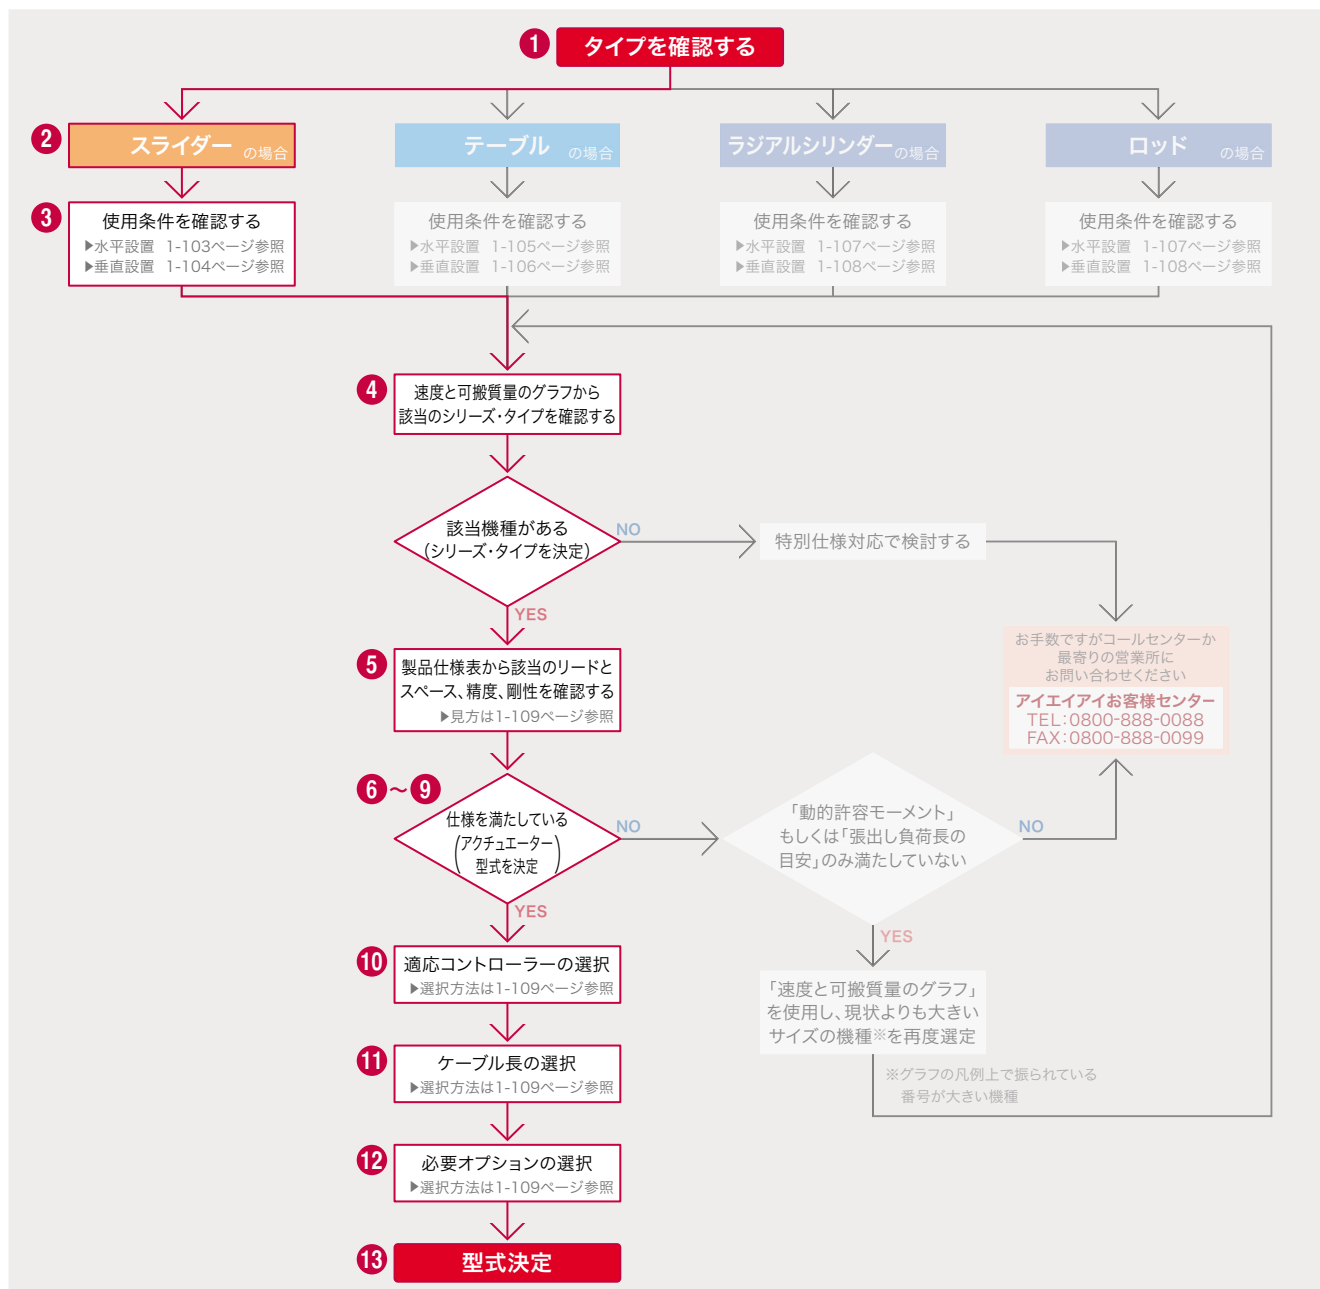 1 タイプを確認する
2 スライダー の場合
テーブル の場合
ラジアルシリンダー の場合
ロッド の場合
3 使用条件を確認する
▶水平設置 1-103ページ参照
▶垂直設置 1-104ページ参照
使用条件を確認する
▶水平設置 1-105ページ参照
▶垂直設置 1-106ページ参照
使用条件を確認する
▶水平設置 1-107ページ参照
▶垂直設置 1-108ページ参照
使用条件を確認する
▶水平設置 1-107ページ参照
▶垂直設置 1-108ページ参照
4 速度と可搬質量のグラフから
該当のシリーズ・タイプを確認する
該当機種がある
(シリーズ・タイプを決定)
NO
特別仕様対応で検討する
YES
お手数ですがコールセンターか
最寄りの営業所に
お問い合わせください
アイエイアイお客様センター
TEL:0800-888-0088
FAX:0800-888-0099
5 製品仕様表から該当のリードと
スペース、精度、剛性を確認する
▶見方は1-109ページ参照
6〜9
仕様を満たしている
(アクチュエーター
型式を決定)
NO
「動的許容モーメント」
もしくは「張出し負荷長の
目安」のみ満たしていない
NO
YES
YES
10 適応コントローラーの選択
▶選択方法は1-109ページ参照
「速度と可搬質量のグラフ」
を使用し、現状よりも大きい
サイズの機種※を再度選定
※グラフの凡例上で振られている
番号が大きい機種
11 ケーブル長の選択
▶選択方法は1-109ページ参照
12 必要オプションの選択
▶選択方法は1-109ページ参照
13 型式決定